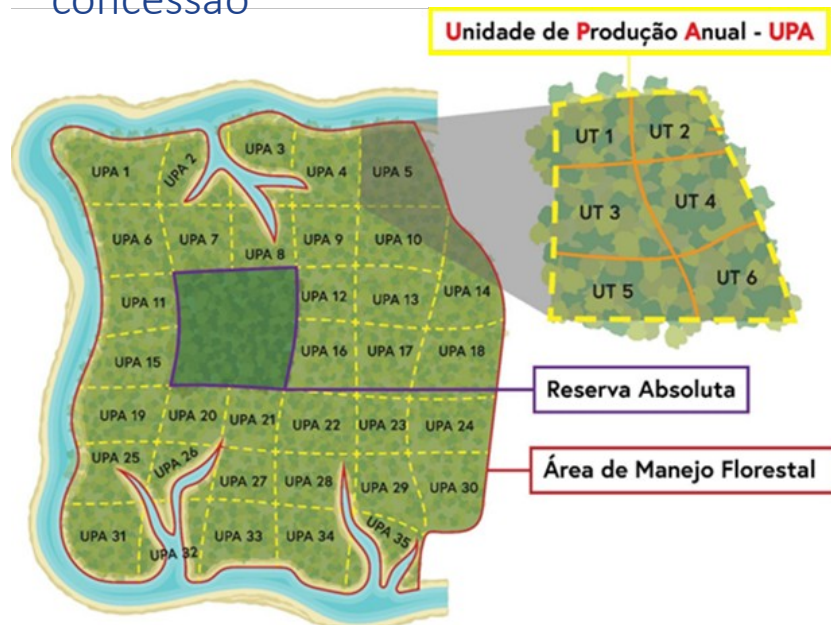 concessão
Unidade de Produção Anual - UPA
UPA 1
UPA 2
UPA 3
UPA 4
UPA 5
UT 1
UT 2
UT 3
UT 4
UT 5
UT 6
UPA 6
UPA 7
UPA 8
UPA 9
UPA 10
UPA 11
UPA 12
UPA 13
UPA 14
UPA 15
UPA 16
UPA 17
UPA 18
Reserva Absoluta
UPA 19
UPA 20
UPA 21
UPA 22
UPA 23
UPA 24
Área de Manejo Florestal
UPA 25
UPA 26
UPA 27
UPA 28
UPA 29
UPA 30
UPA 31
UPA 32
UPA 33
UPA 34
UPA 35